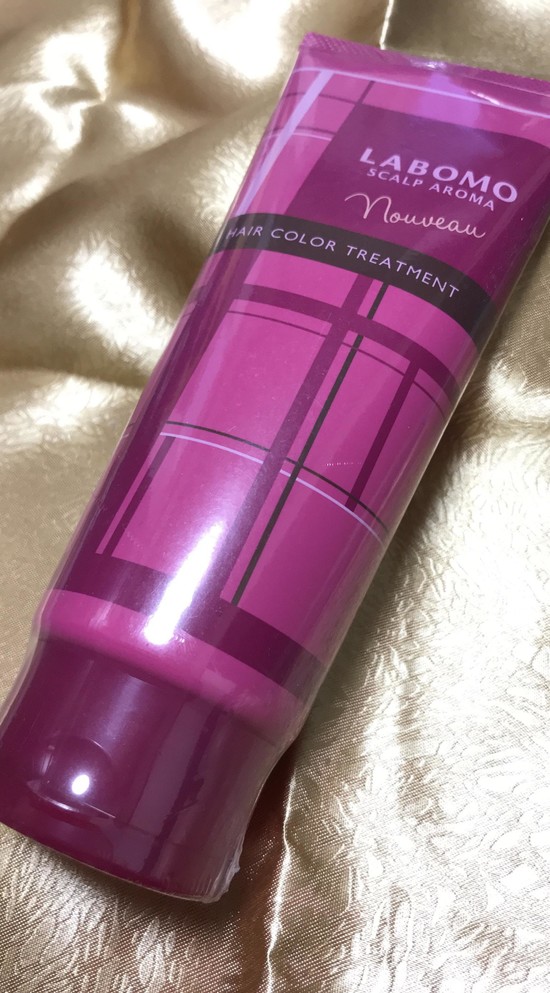 LABOMO
SCALP AROMA
Nouveau
HAIR COLOR TREATMENT